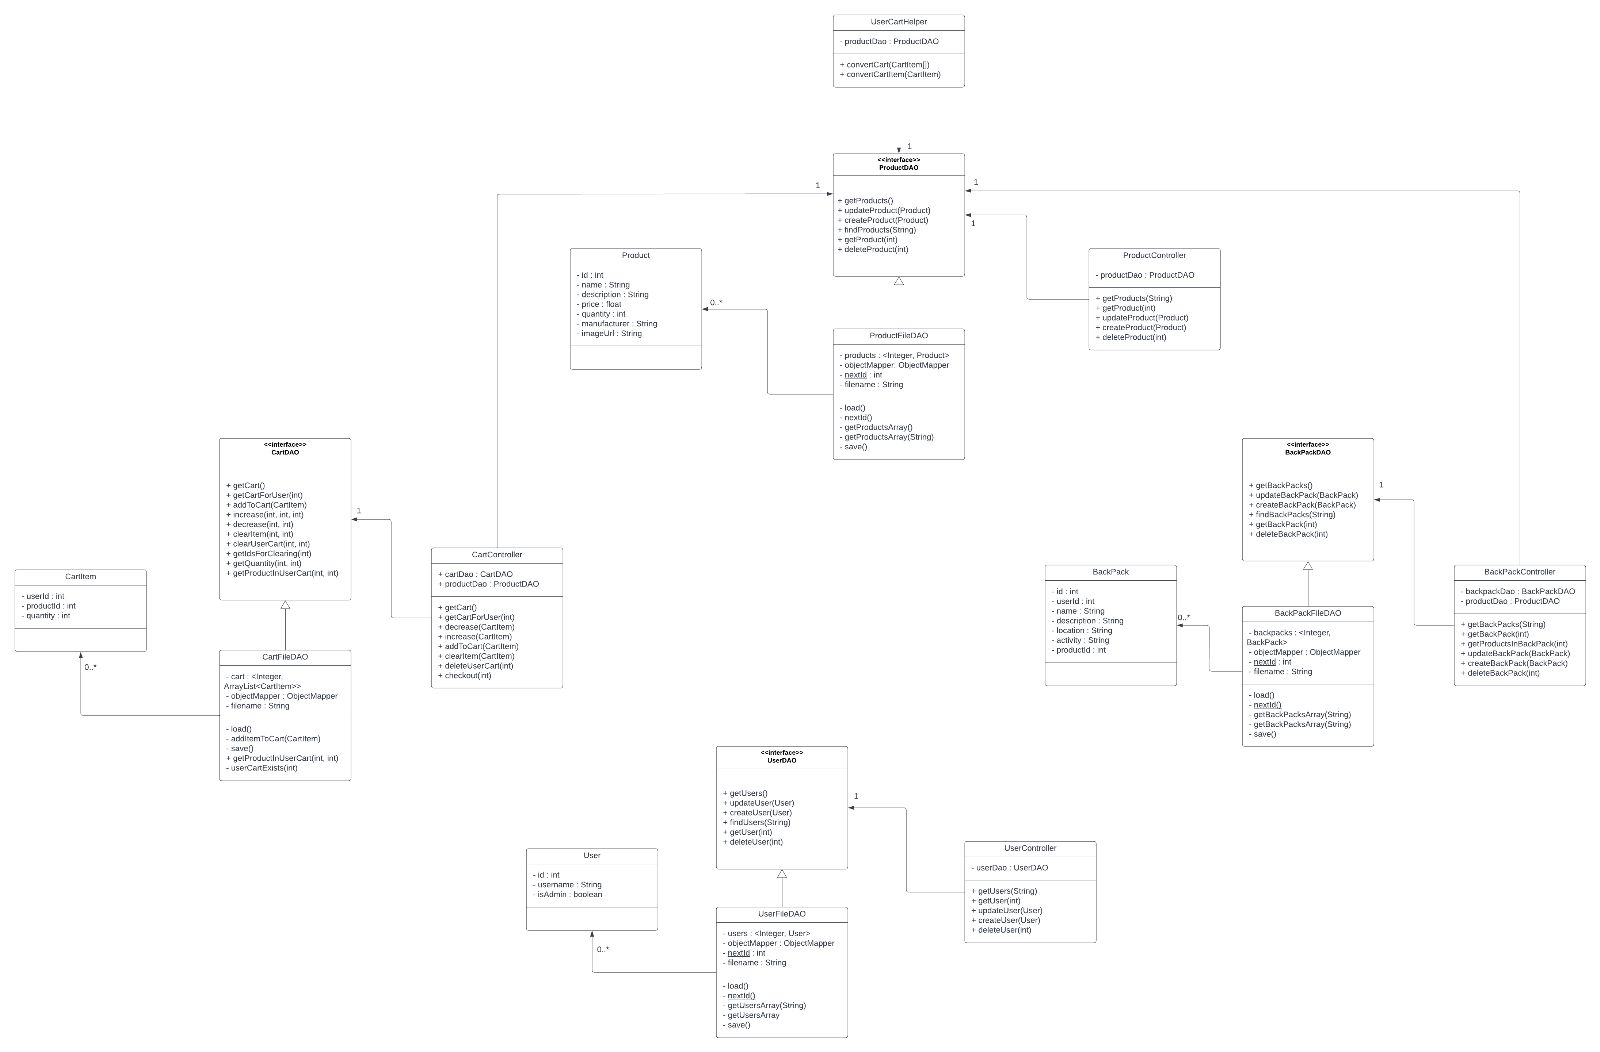 UserCartHelper
- productDao : ProductDAO
+ convertCart(CartItem[])
+ convertCartItem(CartItem)
1
<<interface>>
ProductDAO
+ getProducts()
+ updateProduct(Product)
+ createProduct(Product)
+ findProducts(String)
+ getProduct(int)
+ deleteProduct(int)
1
1
1
Product
- id : int
- name : String
- description : String
- price : float
- quantity : int
- manufacturer : String
- imageUrl : String
0..*
ProductController
- productDao : ProductDAO
+ getProducts(String)
+ getProduct(int)
+ updateProduct(Product)
+ createProduct(Product)
+ deleteProduct(int)
ProductFileDAO
- products : <Integer, Product>
- objectMapper: ObjectMapper
- nextId : int
- filename : String
- load()
- nextId()
- getProductsArray()
- getProductsArray(String)
- save()
<<interface>>
CartDAO
+ getCart()
+ getCartForUser(int)
+ addToCart(CartItem)
+ increase(int, int, int)
+ decrease(int, int)
+ clearItem(int, int)
+ clearUserCart(int, int)
+ getIdsForClearing(int)
+ getQuantity(int, int)
+ getProductInUserCart(int, int)
1
CartController
+ cartDao : CartDAO
+ productDao : ProductDAO
+ getCart()
+ getCartForUser(int)
+ decrease(CartItem)
+ increase(CartItem)
+ addToCart(CartItem)
+ clearItem(CartItem)
+ deleteUserCart(int)
+ checkout(int)
CartItem
- userId : int
- productId : int
- quantity : int
0..*
CartFileDAO
- cart : <Integer,
ArrayList<CartItem>>
- objectMapper : ObjectMapper
- filename : String
- load()
- addItemToCart(CartItem)
- save()
+ getProductInUserCart(int, int)
- userCartExists(int)
<<interface>>
BackPackDAO
+ getBackPacks()
+ updateBackPack(BackPack)
+ createBackPack(BackPack)
+ findBackPacks(String)
+ getBackPack(int)
+ deleteBackPack(int)
1
BackPack
- id : int
- userId : int
- name : String
- description : String
- location : String
- activity : String
- productId : int
0..*
BackPackController
- backpackDao : BackPackDAO
- productDao : ProductDAO
+ getBackPacks(String)
+ getBackPack(int)
+ getProductsInBackPack(int)
+ updateBackPack(BackPack)
+ createBackPack(BackPack)
+ deleteBackPack(int)
BackPackFileDAO
- backpacks : <Integer,
BackPack>
- objectMapper : ObjectMapper
- nextId : int
- filename : String
- load()
- nextId()
- getBackPacksArray(String)
- getBackPacksArray(String)
- save()
<<interface>>
UserDAO
+ getUsers()
+ updateUser(User)
+ createUser(User)
+ findUsers(String)
+ getUser(int)
+ deleteUser(int)
1
User
- id : int
- username : String
- isAdmin : boolean
0..*
UserController
- userDao : UserDAO
+ getUsers(String)
+ getUser(int)
+ updateUser(User)
+ createUser(User)
+ deleteUser(int)
UserFileDAO
- users : <Integer, User>
- objectMapper : ObjectMapper
- nextId : int
- filename : String
- load()
- nextId()
- getUsersArray(String)
- getUsersArray
- save()